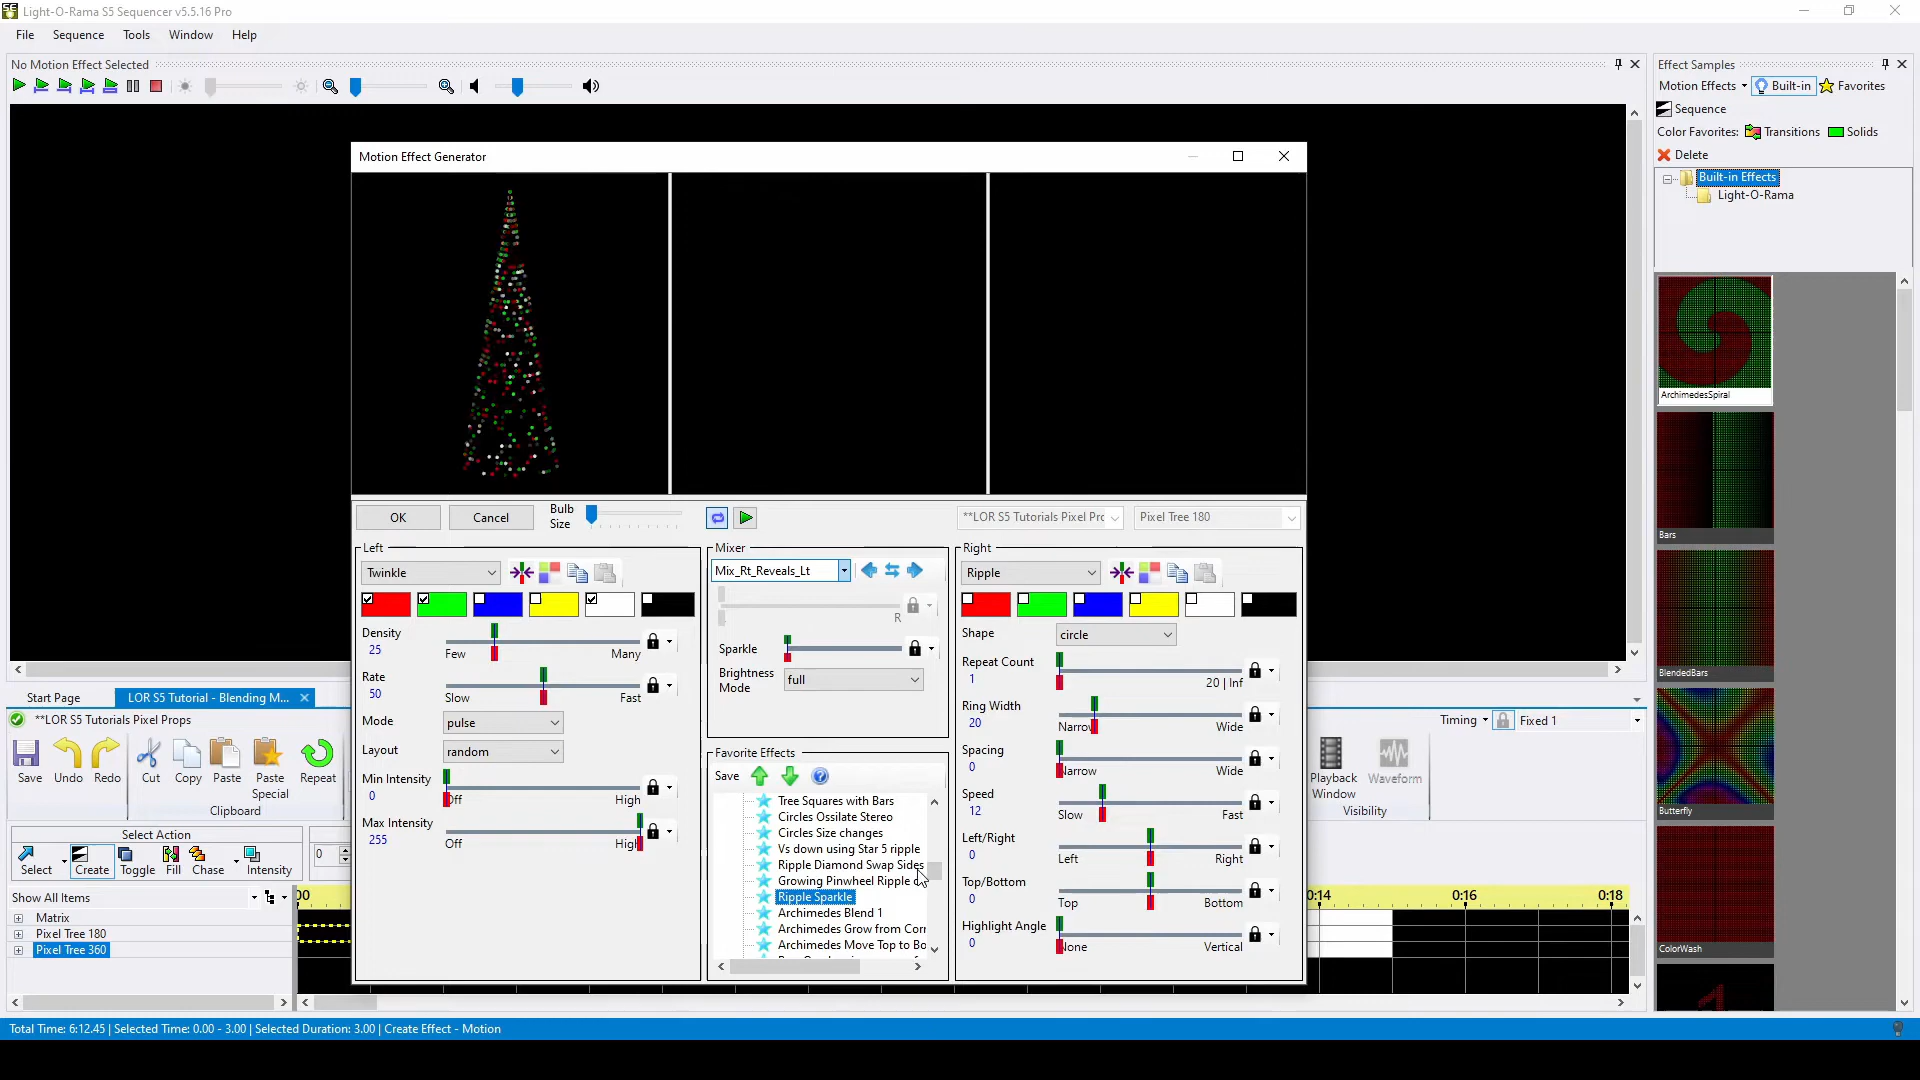 Light-O-Rama S5 Sequencer v5.5.16 Pro
File Sequence Tools Window Help
No Motion Effect Selected
Effect Samples
Motion Effects Built-in Favorites
Sequence
Color Favorites: Transitions Solids
Delete
Built-in Effects
Light-O-Rama
ArchimedesSpiral
Bars
BlendedBars
Butterfly
ColorWash
Motion Effect Generator
OK Cancel Bulb Size
**LOR S5 Tutorials Pixel Prc Pixel Tree 180
Left
Twinkle
Density
25
Few Many
Rate
50
Slow Fast
Mode pulse
Layout random
Min Intensity
0
Off High
Max Intensity
255
Off High
Mixer
Mix_Rt_Reveals_Lt
R
Sparkle
Brightness Mode full
Favorite Effects
Save
Tree Squares with Bars
Circles Ossilate Stereo
Circles Size changes
Vs down using Star 5 ripple
Ripple Diamond Swap Sides
Growing Pinwheel Ripple
Ripple Sparkle
Archimedes Blend 1
Archimedes Grow from Corr
Archimedes Move Top to Bo
Right
Ripple
Shape circle
Repeat Count
1
20 | Inf
Ring Width
20
Narrow Wide
Spacing
0
Narrow Wide
Speed
12
Slow Fast
Left/Right
0
Left Right
Top/Bottom
0
Top Bottom
Highlight Angle
0
None Vertical
Start Page LOR S5 Tutorial - Blending M...
**LOR S5 Tutorials Pixel Props
Timing Fixed 1
Save Undo Redo Cut Copy Paste Paste Special Repeat
Clipboard
Playback Window Waveform
Visibility
Select Action
Select Create Toggle Fill Chase Intensity
0
Show All Items
:00 0:14 0:16 0:18
Matrix
Pixel Tree 180
Pixel Tree 360
Total Time: 6:12.45 | Selected Time: 0.00 - 3.00 | Selected Duration: 3.00 | Create Effect - Motion